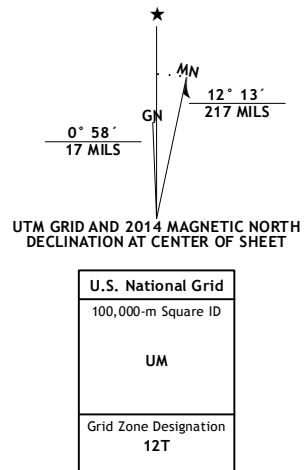 MN
GN
12° 13´
217 MILS
0° 58´
17 MILS
UTM GRID AND 2014 MAGNETIC NORTH
DECLINATION AT CENTER OF SHEET
U.S. National Grid
100,000-m Square ID
UM
Grid Zone Designation
12T